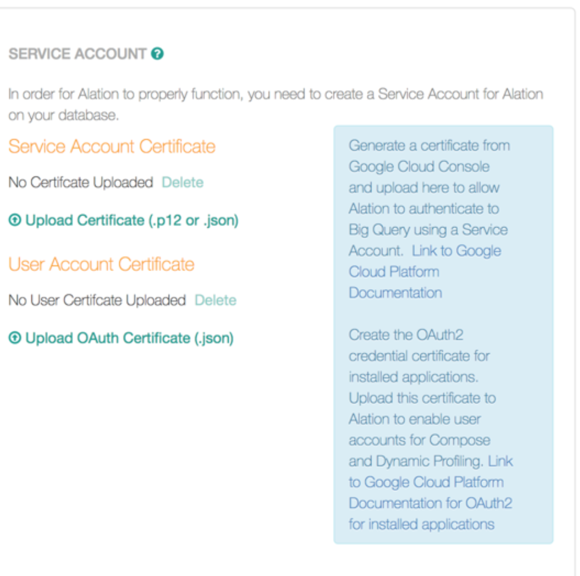 SERVICE ACCOUNT ?
In order for Alation to properly function, you need to create a Service Account for Alation
on your database.
Service Account Certificate
No Certifcate Uploaded Delete
Upload Certificate (.p12 or .json)
User Account Certificate
No User Certifcate Uploaded Delete
Upload OAuth Certificate (.json)
Generate a certificate from
Google Cloud Console
and upload here to allow
Alation to authenticate to
Big Query using a Service
Account. Link to Google
Cloud Platform
Documentation
Create the OAuth2
credential certificate for
installed applications.
Upload this certificate to
Alation to enable user
accounts for Compose
and Dynamic Profiling. Link
to Google Cloud Platform
Documentation for OAuth2
for installed applications